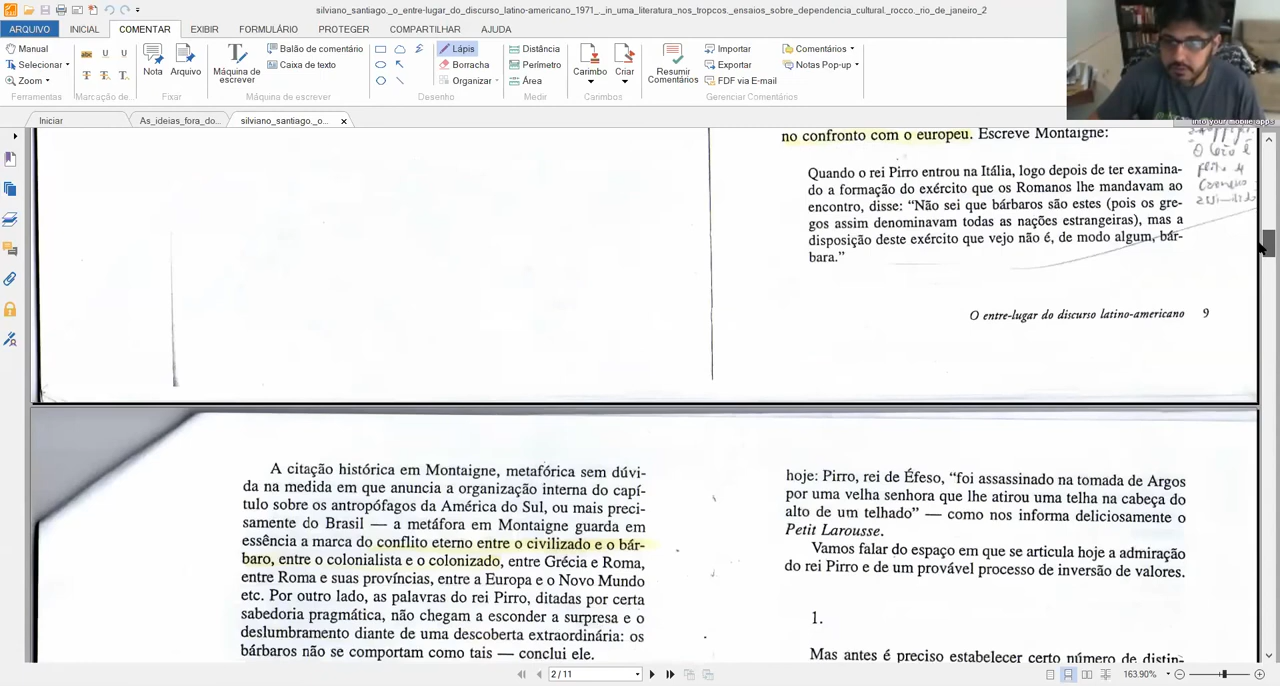 silviano_santiago._o_entre-lugar_do_discurso_latino-americano_1971_._in_uma_literatura_nos_tropcos._ensaios_sobre_dependencia_cultural._rocco._rio_de_janeiro_2
ARQUIVO INICIAL COMENTAR EXIBIR FORMULÁRIO PROTEGER COMPARTILHAR AJUDA
Manual
Selecionar
Zoom
Ferramentas
Marcação de
Nota
Arquivo
Fixar
Máquina de escrever
Balão de comentário
Caixa de texto
Máquina de escrever
Lápis
Borracha
Organizar
Desenho
Distância
Perímetro
Área
Medir
Carimbo
Criar
Carimbos
Resumir Comentários
Importar
Exportar
FDF via E-mail
Comentários
Notas Pop-up
Gerenciar Comentários
into your mobile apps
Iniciar As_ideias_fora_do... silviano_santiago._o... x
no confronto com o europeu. Escreve Montaigne:
Quando o rei Pirro entrou na Itália, logo depois de ter examina-
do a formação do exército que os Romanos lhe mandavam ao
encontro, disse: “Não sei que bárbaros são estes (pois os gre-
gos assim denominavam todas as nações estrangeiras), mas a
disposição deste exército que vejo não é, de modo algum, bár-
bara.”
O entre-lugar do discurso latino-americano 9
A citação histórica em Montaigne, metafórica sem dúvi-
da na medida em que anuncia a organização interna do capí-
tulo sobre os antropófagos da América do Sul, ou mais preci-
samente do Brasil — a metáfora em Montaigne guarda em
essência a marca do conflito eterno entre o civilizado e o bár-
baro, entre o colonialista e o colonizado, entre Grécia e Roma,
entre Roma e suas províncias, entre a Europa e o Novo Mundo
etc. Por outro lado, as palavras do rei Pirro, ditadas por certa
sabedoria pragmática, não chegam a esconder a surpresa e o
deslumbramento diante de uma descoberta extraordinária: os
bárbaros não se comportam como tais — conclui ele.
hoje: Pirro, rei de Éfeso, “foi assassinado na tomada de Argos
por uma velha senhora que lhe atirou uma telha na cabeça do
alto de um telhado” — como nos informa deliciosamente o
Petit Larousse.
Vamos falar do espaço em que se articula hoje a admiração
do rei Pirro e de um provável processo de inversão de valores.
1.
Mas antes é preciso estabelecer certo número de distin-
2 / 11
163.90%